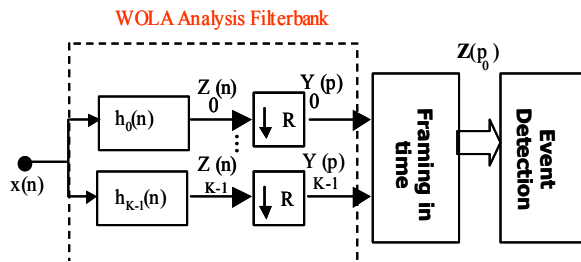 WOLA Analysis Filterbank
Z (n)
0
Y (p)
0
Z(p0)
h0(n)
R
x(n)
Z (n)
K-1
Y (p)
K-1
hK-1(n)
R
Framing in
time
Event
Detection